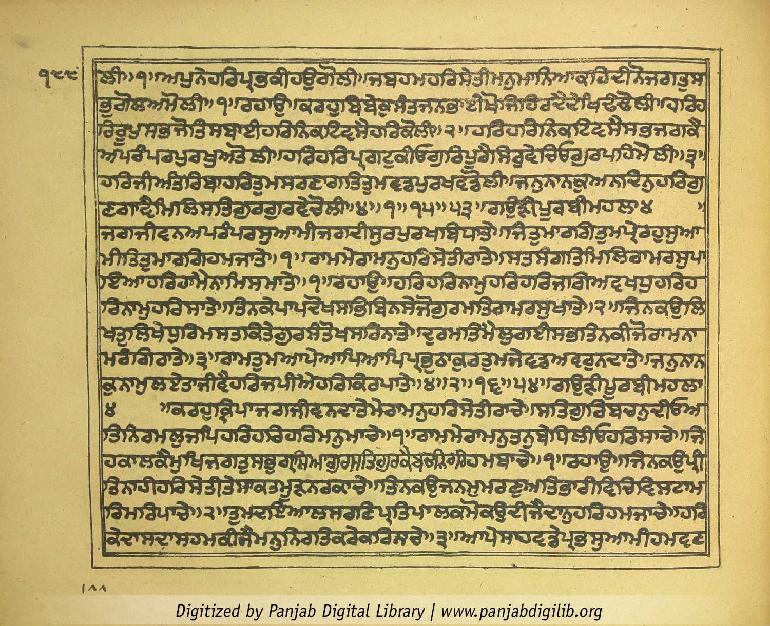 ੧੮੮ ਲੀ॥੧॥ਅਪੁਨੇਹਰਿਪ੍ਰਭਕੀਹਉਗੋਲੀ॥ਜਬਹਮਹਰਿਸੇਤੀਮਨੁਮਾਨਿਆਕਰਿਦੀਨੋਜਗਤੁਸ
ਭੁਗੋਲਅਮੋਲੀ॥੧॥ਰਹਾਉ॥ਕਰਹੁਬਿਬੇਕੁਸੰਤਜਨਭਾਈਖੋਜਿਹਿਰਦੈਦੇਖਿਢੰਢੋਲੀ॥ਹਰਿਹ
ਰਿਰੂਪੁਸਭਜੋਤਿਸਬਾਈਹਰਿਨਿਕਟਿਵਸੈਹਰਿਕੋਲੀ॥੨॥ਹਰਿਹਰਿਨਿਕਟਿਵਸੈਸਭਜਗਕੈ
ਅਪਰੰਪਰਪੁਰਖੁਅਤੋਲੀ॥ਹਰਿਹਰਿਪ੍ਰਗਟੁਕੀਓਗੁਰਿਪੂਰੈਸਿਰੁਵੇਚਿਓਗੁਰਪਹਿਮੋਲੀ॥੩॥
ਹਰਿਜੀਅੰਤਰਿਬਾਹਰਿਤੁਮਸਰਣਾਗਤਿਤੁਮਵਡਪੁਰਖਵਡੋਲੀ॥ਜਨੁਨਾਨਕੁਅਨਦਿਨੁਹਰਿਗੁ
ਣਗਾਵੈਮਿਲਿਸਤਿਗੁਰਗੁਰਵੇਚੋਲੀ॥੪॥੧॥੧੫॥੫੩॥ਗਉੜੀਪੂਰਬੀਮਹਲਾ੪ ॥
ਜਗਜੀਵਨਅਪਰੰਪਰਸੁਆਮੀਜਗਦੀਸੁਰਪੁਰਖਬਿਧਾਤੇ॥ਜਿਤੁਮਾਰਗਿਤੁਮਪ੍ਰੇਰਹੁਸੁਆ
ਮੀਤਿਤੁਮਾਰਗਿਹਮਜਾਤੇ॥੧॥ਰਾਮਮੇਰਾਮਨੁਹਰਿਸੇਤੀਰਾਤੇ॥ਸਤਸੰਗਤਿਮਿਲਿਰਾਮਰਸੁਪਾ
ਇਆਹਰਿਰਾਮੈਨਾਮਿਸਮਾਤੇ॥੧॥ਰਹਾਉ॥ਹਰਿਹਰਿਨਾਮੁਹਰਿਹਰਿਜਗਿਅਵਖਧੁਹਰਿਹ
ਰਿਨਾਮੁਹਰਿਸਾਤੇ॥ਤਿਨਕੇਪਾਪਦੋਖਸਭਿਬਿਨਸੇਜੋਗੁਰਮਤਿਰਾਮਰਸੁਖਾਤੇ॥੨॥ਜਿਨਕਉਲਿ
ਖਤੁਲਿਖੇਧੁਰਿਮਸਤਕਿਤੇਗੁਰਸੰਤੋਖਸਰਿਨਾਤੇ॥ਦੁਰਮਤਿਮੈਲੁਗਈਸਭਤਿਨਕੀਜੋਰਾਮਨਾ
ਮਰੰਗਿਰਾਤੇ॥੩॥ਰਾਮਤੁਮਆਪੇਆਪਿਆਪਿਪ੍ਰਭੁਠਾਕੁਰਤੁਮਜੇਵਡਅਵਰੁਨਦਾਤੇ॥ਜਨੁਨਾਨ
ਕੁਨਾਮੁਲਏਤਾਂਜੀਵੈਹਰਿਜਪੀਐਹਰਿਕਿਰਪਾਤੇ॥੪॥੨॥੧੬॥੫੪॥ਗਉੜੀਪੂਰਬੀਮਹਲਾ
੪ ॥ਕਰਹੁਕ੍ਰਿਪਾਜਗਜੀਵਨਦਾਤੇਮੇਰਾਮਨੁਹਰਿਸੇਤੀਰਾਚੇ॥ਸਤਿਗੁਰਿਬਚਨੁਦੀਓਅ
ਤਿਨਿਰਮਲੁਜਪਿਹਰਿਹਰਿਹਰਿਮਨੁਮਾਚੇ॥੧॥ਰਾਮਮੇਰਾਮਨੁਤਨੁਬੇਧਿਲੀਓਹਰਿਸਾਚੇ॥ਜਿ
ਹਕਾਲਕੈਮੁਖਿਜਗਤੁਸਭੁਗ੍ਰਸਿਆਗੁਰਸਤਿਗੁਰਕੈਬਚਨਿਹਰਿਹਮਬਾਚੇ॥੧॥ਰਹਾਉ॥ਜਿਨਕਉਪ੍ਰੀ
ਤਿਨਾਹੀਹਰਿਸੇਤੀਤੇਸਾਕਤਮੂੜਨਰਕਾਚੇ॥ਤਿਨਕਉਜਨਮੁਮਰਣੁਅਤਿਭਾਰੀਵਿਚਿਵਿਸਟਾਮ
ਰਿਮਰਿਪਾਚੇ॥੨॥ਤੁਮਦਇਆਲਸਰਣਿਪ੍ਰਤਿਪਾਲਕਮੋਕਉਦੀਜੈਦਾਨੁਹਰਿਹਮਜਾਚੇ॥ਹਰਿ
ਕੇਦਾਸਦਾਸਹਮਕੀਜੈਮਨੁਨਿਰਤਿਕਰੇਕਰਿਨਾਚੇ॥੩॥ਆਪੇਸਾਹਵਡੇਪ੍ਰਭਸੁਆਮੀਹਮਵਣ
੧੮੮
Digitized by Panjab Digital Library | www.panjabdigilib.org